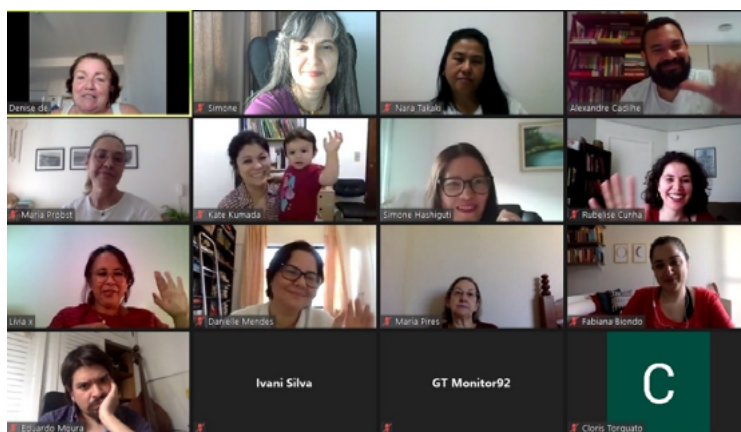 Denise de
Simone
Nara Takaki
Alexandre Cadilhe
Maria Probst
Kate Kumada
Simone Hashiguti
Rubelise Cunha
Livia x
Danielle Mendes
Maria Pires
Fabiana Biondo
Eduardo Moura
Ivani Silva
GT Monitor92
C
Cloris Torquato